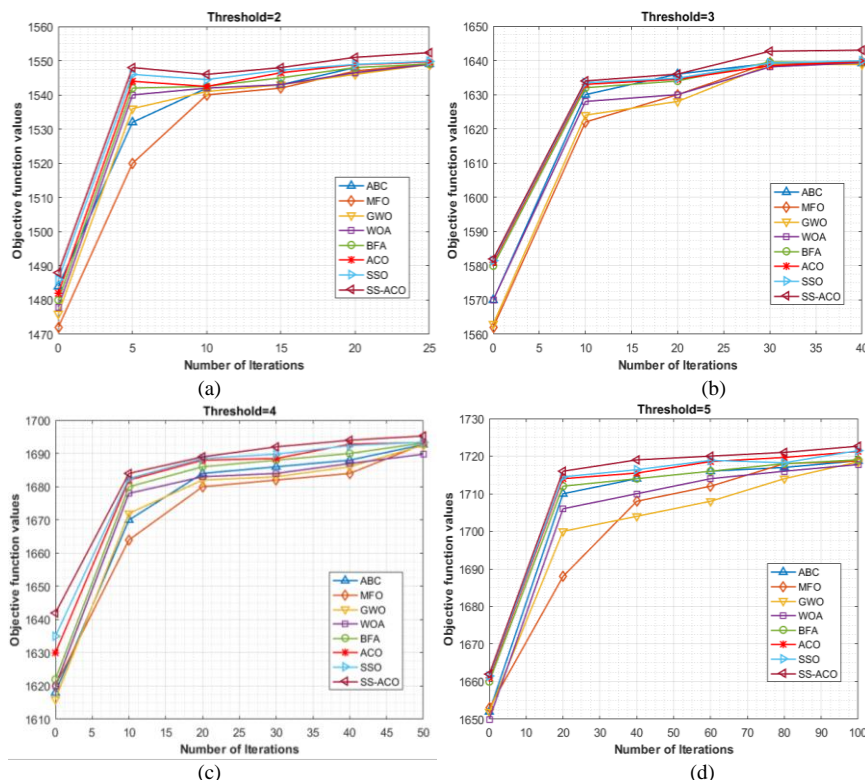 Threshold=2
1560
1550
1540
1530
1520
1510
1500
1490
1480
1470
0
5
10
15
20
25
Objective function values
Number of Iterations
ABC
MFO
GWO
WOA
BFA
ACO
SSO
SS-ACO
(a)
Threshold=3
1650
1640
1630
1620
1610
1600
1590
1580
1570
1560
0
5
10
15
20
25
30
35
40
Objective function values
Number of Iterations
ABC
MFO
GWO
WOA
BFA
ACO
SSO
SS-ACO
(b)
Threshold=4
1700
1690
1680
1670
1660
1650
1640
1630
1620
1610
0
5
10
15
20
25
30
35
40
45
50
Objective function values
Number of Iterations
ABC
MFO
GWO
WOA
BFA
ACO
SSO
SS-ACO
(c)
Threshold=5
1730
1720
1710
1700
1690
1680
1670
1660
1650
0
10
20
30
40
50
60
70
80
90
100
Objective function values
Number of Iterations
ABC
MFO
GWO
WOA
BFA
ACO
SSO
SS-ACO
(d)